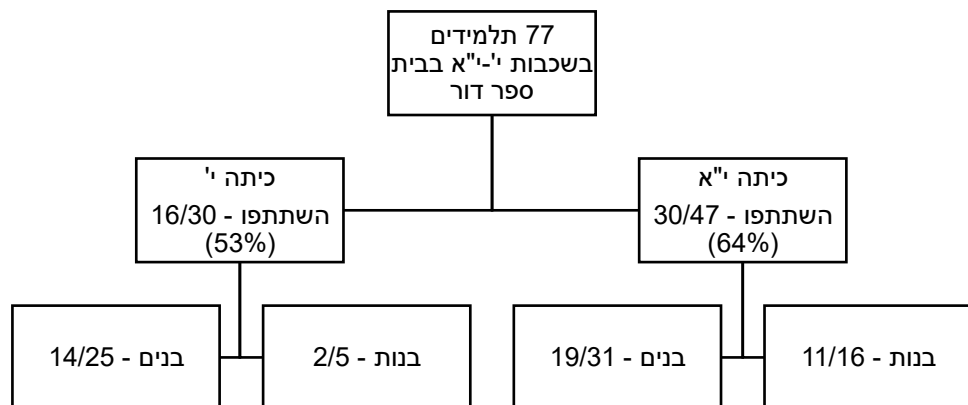 77 תלמידים
בשכבות י'-י"א בבית
ספר דור
כיתה י"א
השתתפו - 30/47
(64%)
כיתה י'
השתתפו - 16/30
(53%)
בנות - 11/16
בנים - 19/31
בנות - 2/5
בנים - 14/25